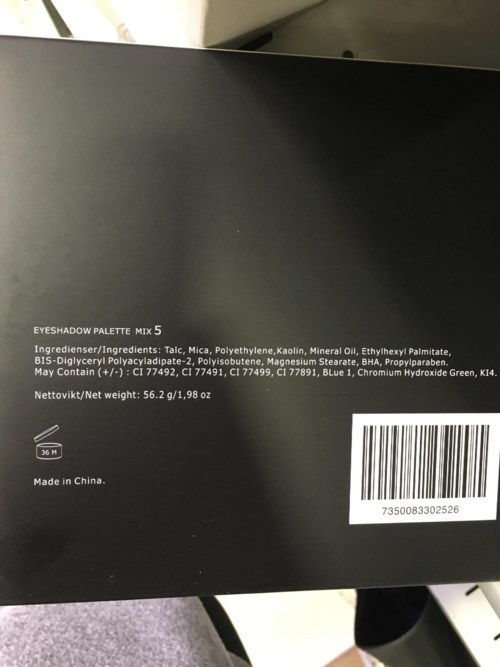 EYESHADOW PALETTE MIX 5
Ingredienser/Ingredients: Talc, Mica, Polyethylene,Kaolin, Mineral Oil, Ethylhexyl Palmitate,
BIS-Diglyceryl Polyacyladipate-2, Polyisobutene, Magnesium Stearate, BHA, Propylparaben.
May Contain (+/-) : CI 77492, CI 77491, CI 77499, CI 77891, BLue 1, Chromium Hydroxide Green, KI4.
Nettovikt/Net weight: 56.2 g/1,98 oz
36 M
Made in China.
7350083302526